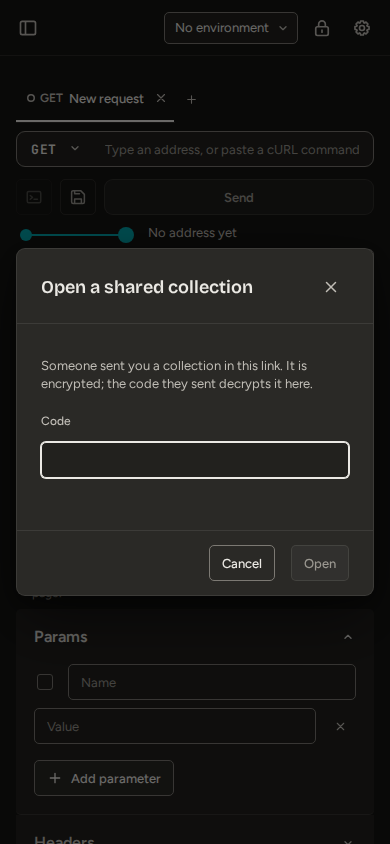 No environment
GET New request
GET Type an address, or paste a cURL command
Send
No address yet
Open a shared collection
Someone sent you a collection in this link. It is
encrypted; the code they sent decrypts it here.
Code
Cancel Open
Params
Name
Value
Add parameter
Headers